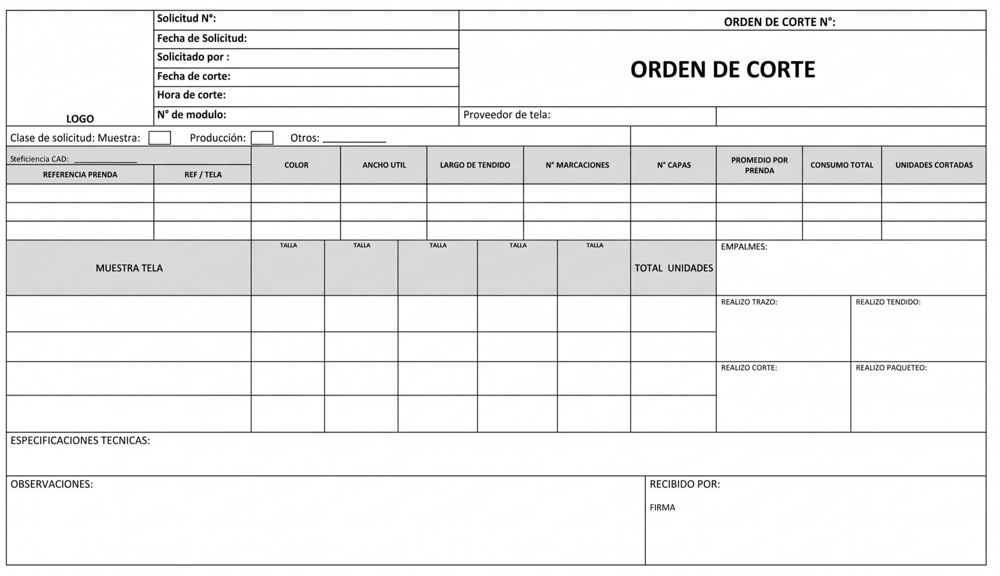 Solicitud N°:
ORDEN DE CORTE N°:
Fecha de Solicitud:
Solicitado por :
Fecha de corte:
ORDEN DE CORTE
Hora de corte:
LOGO
N° de modulo:
Proveedor de tela:
Clase de solicitud: Muestra:
Producción:
Otros: ___________
Steficiencia CAD: _______________
REFERENCIA PRENDA
REF / TELA
COLOR
ANCHO UTIL
LARGO DE TENDIDO
N° MARCACIONES
N° CAPAS
PROMEDIO POR
PRENDA
CONSUMO TOTAL
UNIDADES CORTADAS
MUESTRA TELA
TALLA
TALLA
TALLA
TALLA
TALLA
TOTAL UNIDADES
EMPALMES:
REALIZO TRAZO:
REALIZO TENDIDO:
REALIZO CORTE:
REALIZO PAQUETEO:
ESPECIFICACIONES TECNICAS:
OBSERVACIONES:
RECIBIDO POR:
FIRMA